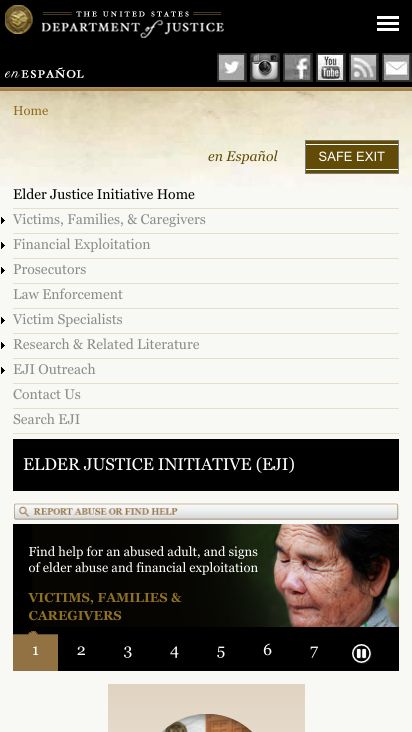 THE UNITED STATES
DEPARTMENT of JUSTICE
en ESPAÑOL
You
Tube
Home
en Español
SAFE EXIT
Elder Justice Initiative Home
Victims, Families, & Caregivers
Financial Exploitation
Prosecutors
Law Enforcement
Victim Specialists
Research & Related Literature
EJI Outreach
Contact Us
Search EJI
ELDER JUSTICE INITIATIVE (EJI)
REPORT ABUSE OR FIND HELP
Find help for an abused adult, and signs
of elder abuse and financial exploitation
VICTIMS, FAMILIES &
CAREGIVERS
1 2 3 4 5 6 7